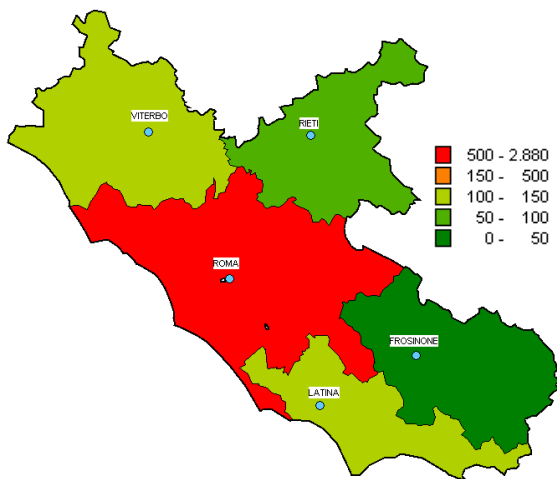 VITERBO
RIETI
500 - 2.880
150 - 500
100 - 150
50 - 100
0 - 50
ROMA
FROSINONE
LATINA